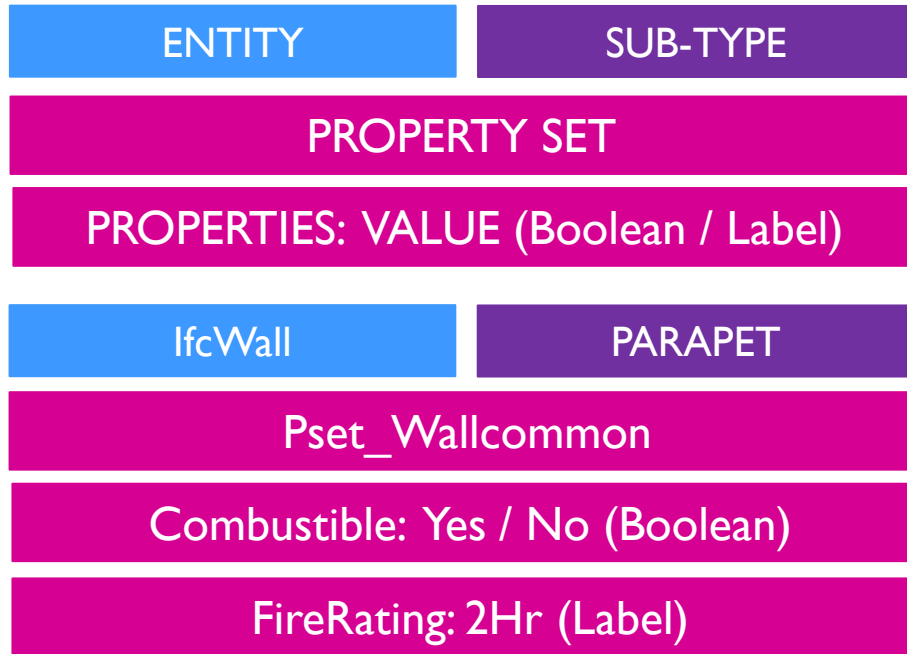 ENTITY
SUB-TYPE
PROPERTY SET
PROPERTIES: VALUE (Boolean / Label)
IfcWall
PARAPET
Pset_Wallcommon
Combustible: Yes / No (Boolean)
FireRating: 2Hr (Label)